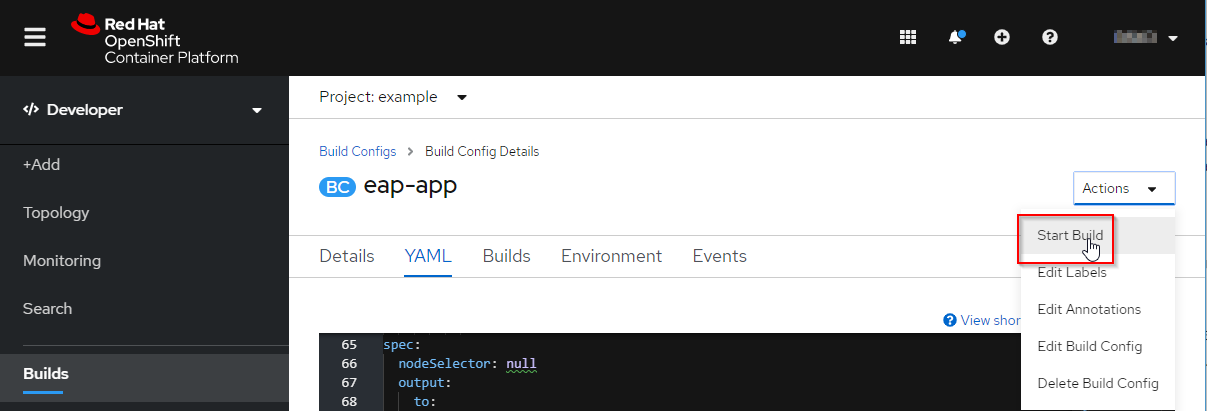 Red Hat
OpenShift
Container Platform
Developer
Project: example
+Add
Topology
Monitoring
Search
Builds
Build Configs > Build Config Details
BC eap-app
Actions
Start Build
Edit Labels
Edit Annotations
Edit Build Config
Delete Build Config
Details YAML Builds Environment Events
View shor
65 spec:
66 nodeSelector: null
67 output:
68 to: